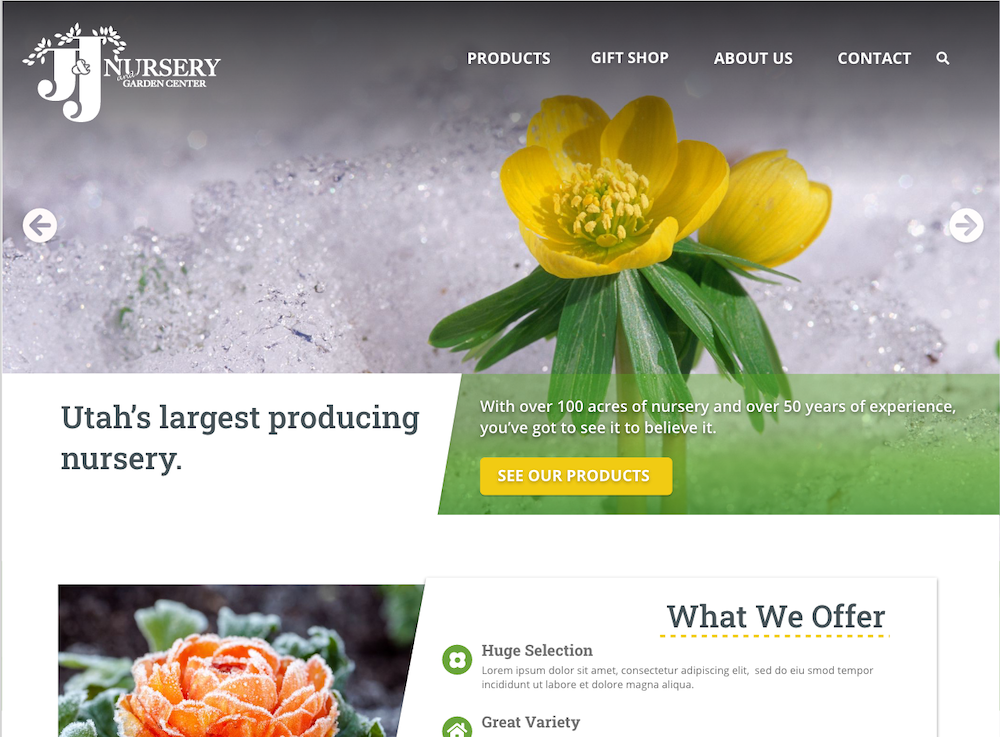 J&J NURSERY
and
GARDEN CENTER
PRODUCTS GIFT SHOP ABOUT US CONTACT
Utah’s largest producing
nursery.
With over 100 acres of nursery and over 50 years of experience,
you’ve got to see it to believe it.
SEE OUR PRODUCTS
What We Offer
Huge Selection
Lorem ipsum dolor sit amet, consectetur adipiscing elit, sed do eiu smod tempor
incididunt ut labore et dolore magna aliqua.
Great Variety